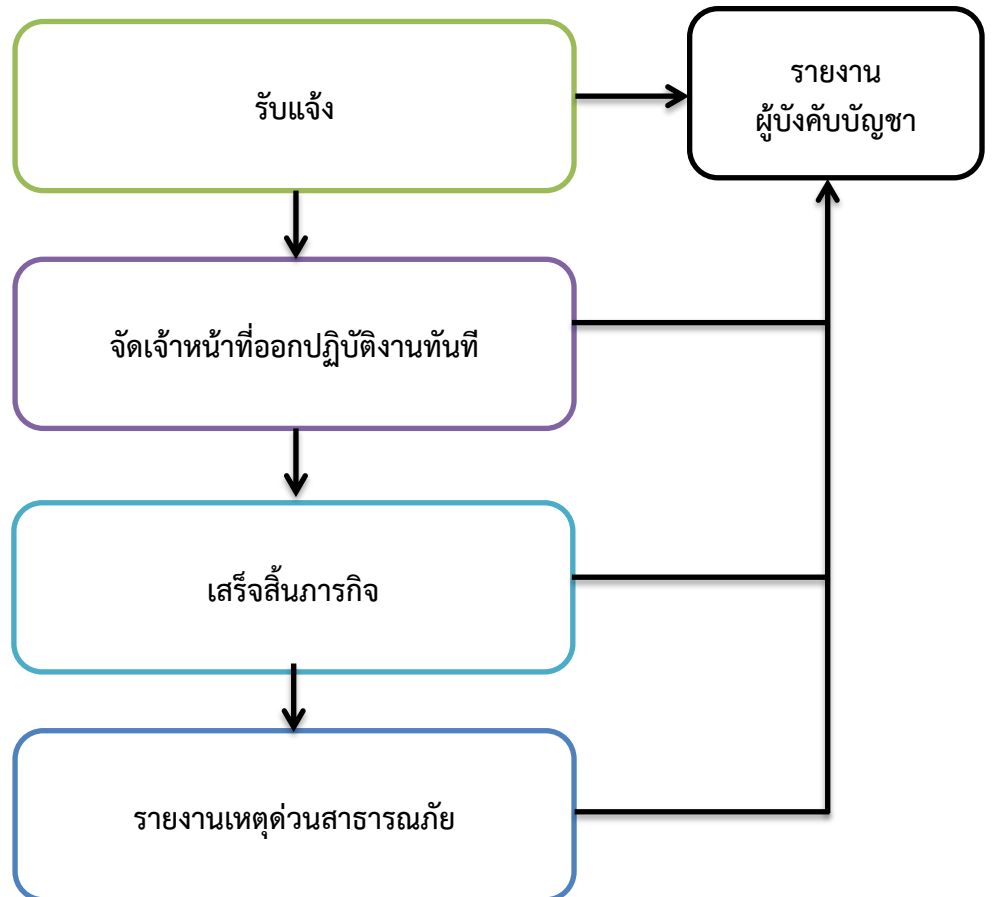 รับแจ้ง
รายงาน
ผู้บังคับบัญชา
จัดเจ้าหน้าที่ออกปฏิบัติงานทันที
เสร็จสิ้นภารกิจ
รายงานเหตุด่วนสาธารณภัย